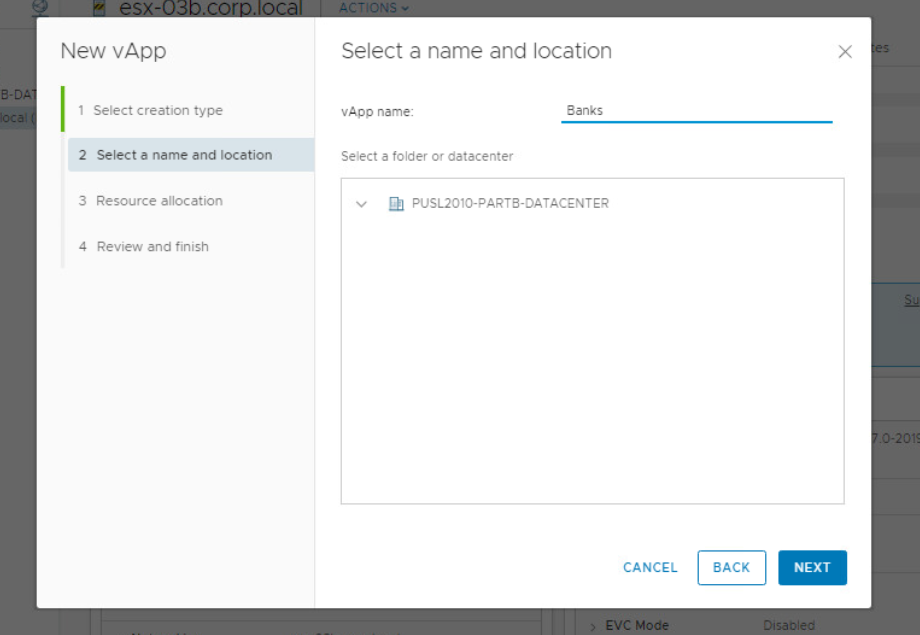 esx-03b.corp.local
ACTIONS
New vApp
1 Select creation type
2 Select a name and location
3 Resource allocation
4 Review and finish
Select a name and location
vApp name: Banks
Select a folder or datacenter
PUSL2010-PARTB-DATACENTER
CANCEL BACK NEXT
B-DAT
local (
tes
Su
7.0-2019
EVC Mode Disabled